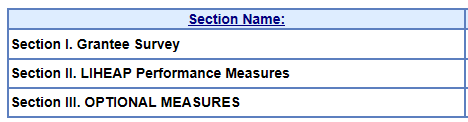 Section Name:
Section I. Grantee Survey
Section II. LIHEAP Performance Measures
Section III. OPTIONAL MEASURES